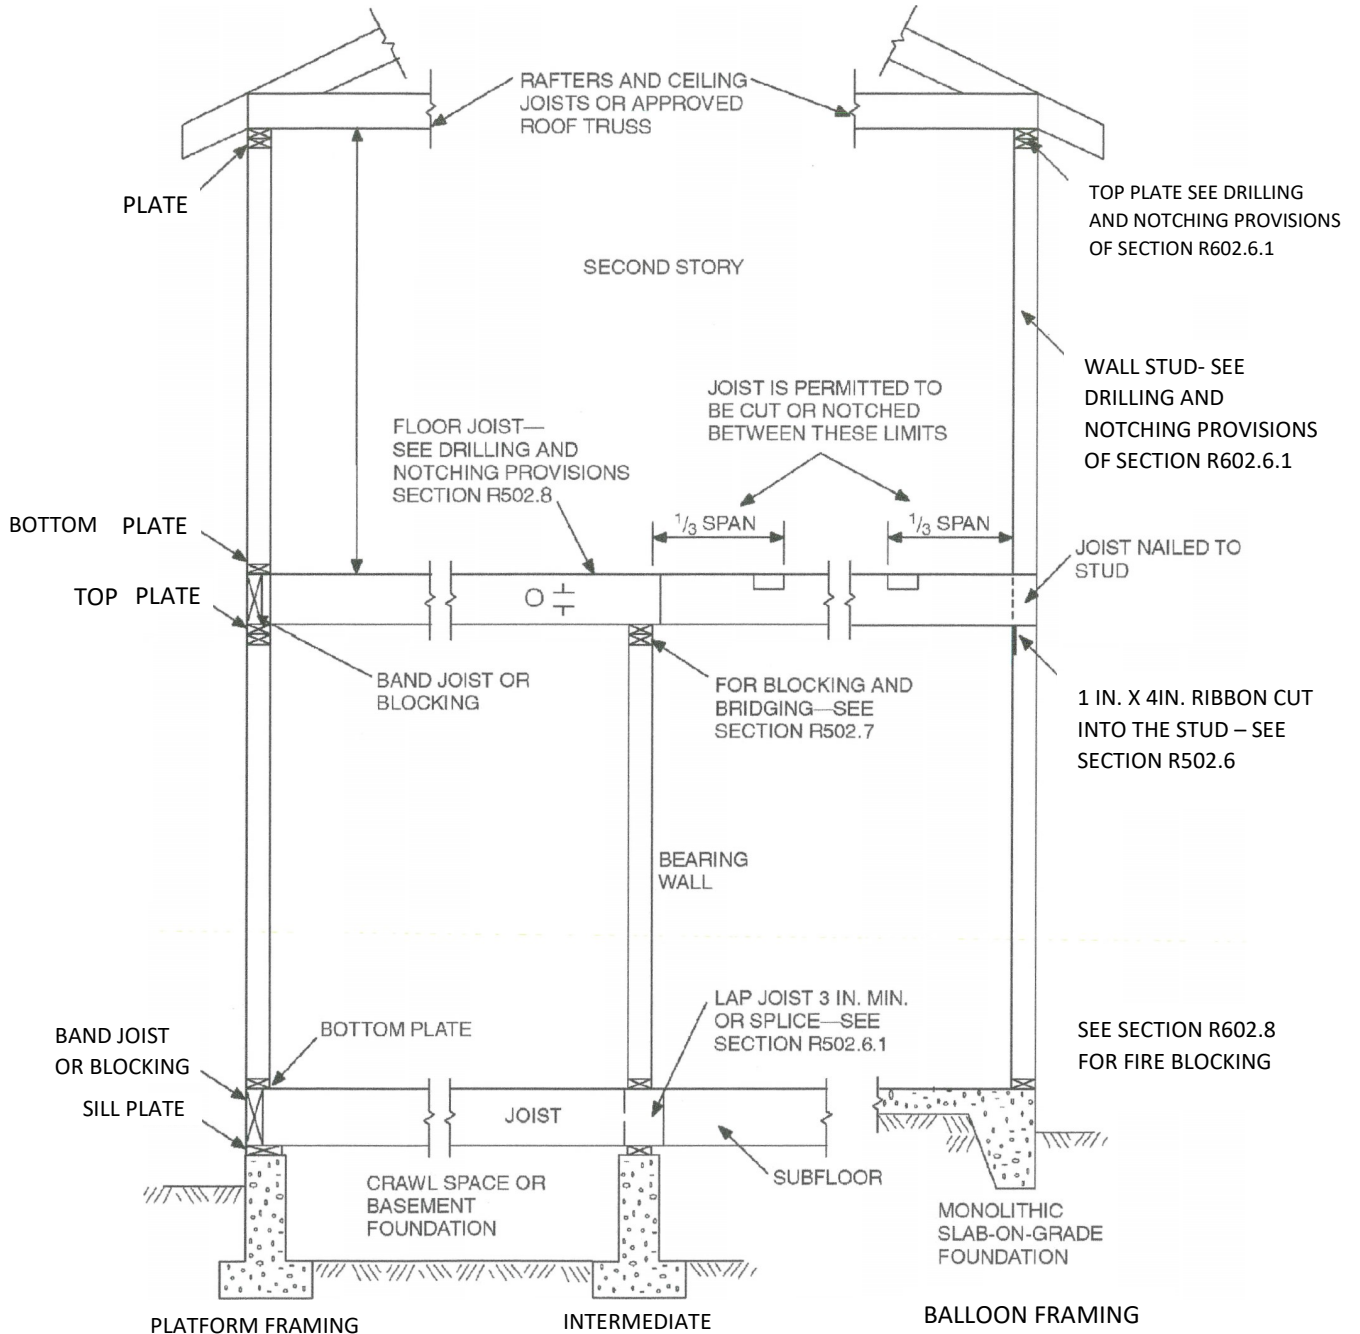 RAFTERS AND CEILING
JOISTS OR APPROVED
ROOF TRUSS
PLATE
TOP PLATE SEE DRILLING
AND NOTCHING PROVISIONS
OF SECTION R602.6.1
SECOND STORY
WALL STUD- SEE
DRILLING AND
NOTCHING PROVISIONS
OF SECTION R602.6.1
JOIST IS PERMITTED TO
BE CUT OR NOTCHED
BETWEEN THESE LIMITS
FLOOR JOIST—
SEE DRILLING AND
NOTCHING PROVISIONS
SECTION R502.8
1/3 SPAN
1/3 SPAN
BOTTOM PLATE
JOIST NAILED TO
STUD
TOP PLATE
BAND JOIST OR
BLOCKING
FOR BLOCKING AND
BRIDGING—SEE
SECTION R502.7
1 IN. X 4IN. RIBBON CUT
INTO THE STUD – SEE
SECTION R502.6
BEARING
WALL
LAP JOIST 3 IN. MIN.
OR SPLICE—SEE
SECTION R502.6.1
BAND JOIST
OR BLOCKING
BOTTOM PLATE
SEE SECTION R602.8
FOR FIRE BLOCKING
SILL PLATE
JOIST
SUBFLOOR
CRAWL SPACE OR
BASEMENT
FOUNDATION
MONOLITHIC
SLAB-ON-GRADE
FOUNDATION
PLATFORM FRAMING
INTERMEDIATE
BALLOON FRAMING